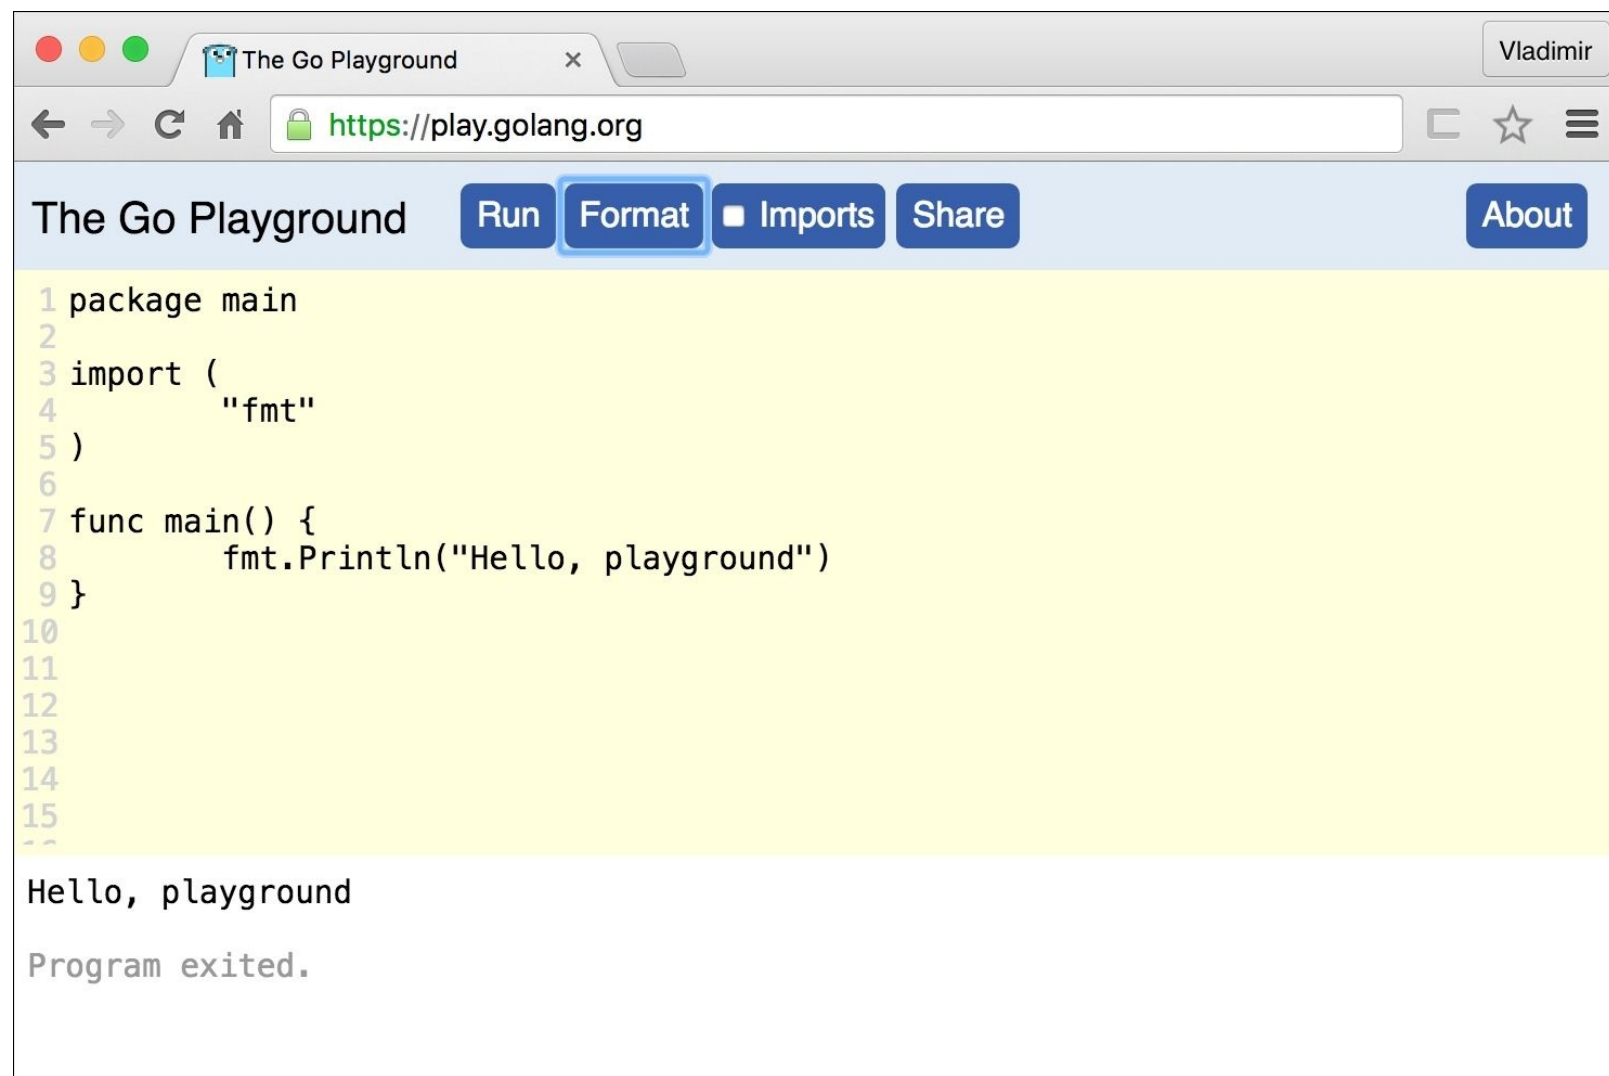 The Go Playground
Vladimir
https://play.golang.org
The Go Playground Run Format Imports Share About
1 package main
2
3 import (
4         "fmt"
5 )
6
7 func main() {
8         fmt.Println("Hello, playground")
9 }
10
11
12
13
14
15
Hello, playground
Program exited.